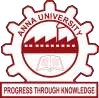 ANNA UNIVERSITY
PROGRESS THROUGH KNOWLEDGE